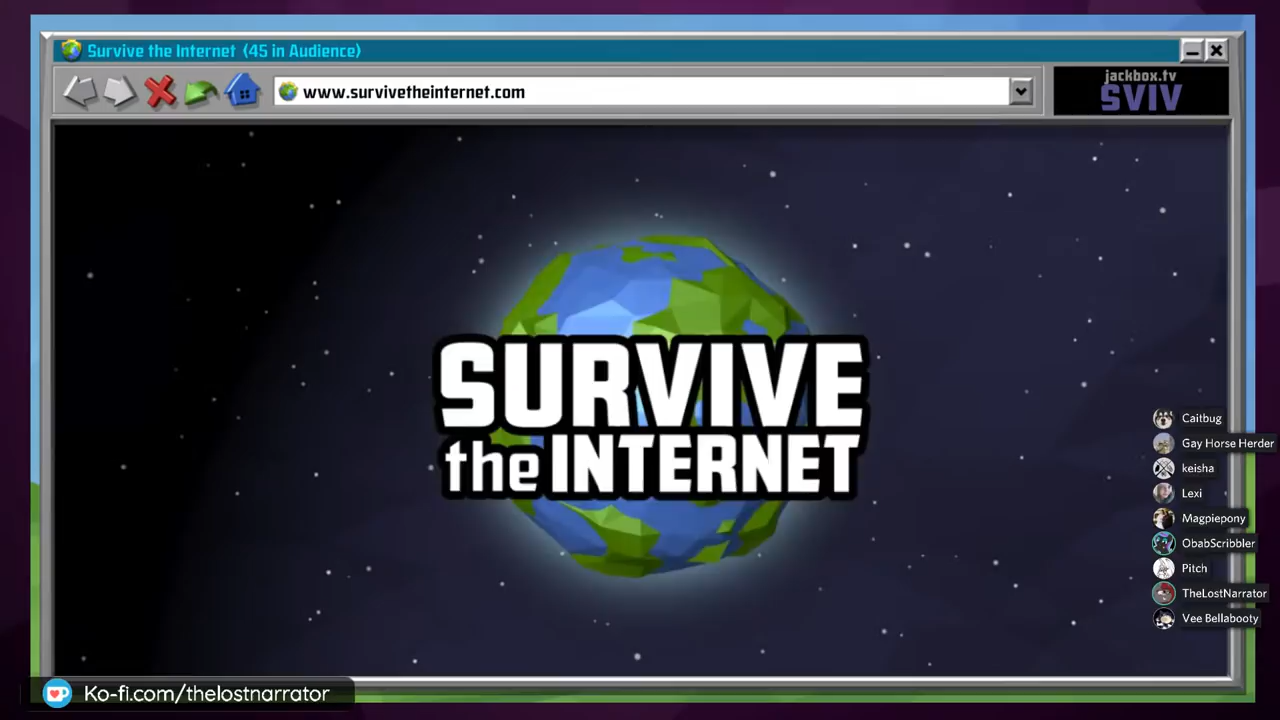 Survive the Internet (45 in Audience)
www.survivetheinternet.com
jackbox.tv
SVIV
SURVIVE
the INTERNET
Caitbug
Gay Horse Herder
keisha
Lexi
Magpiepony
ObabScribbler
Pitch
TheLostNarrator
Vee Bellabooty
Ko-fi.com/thelostnarrator